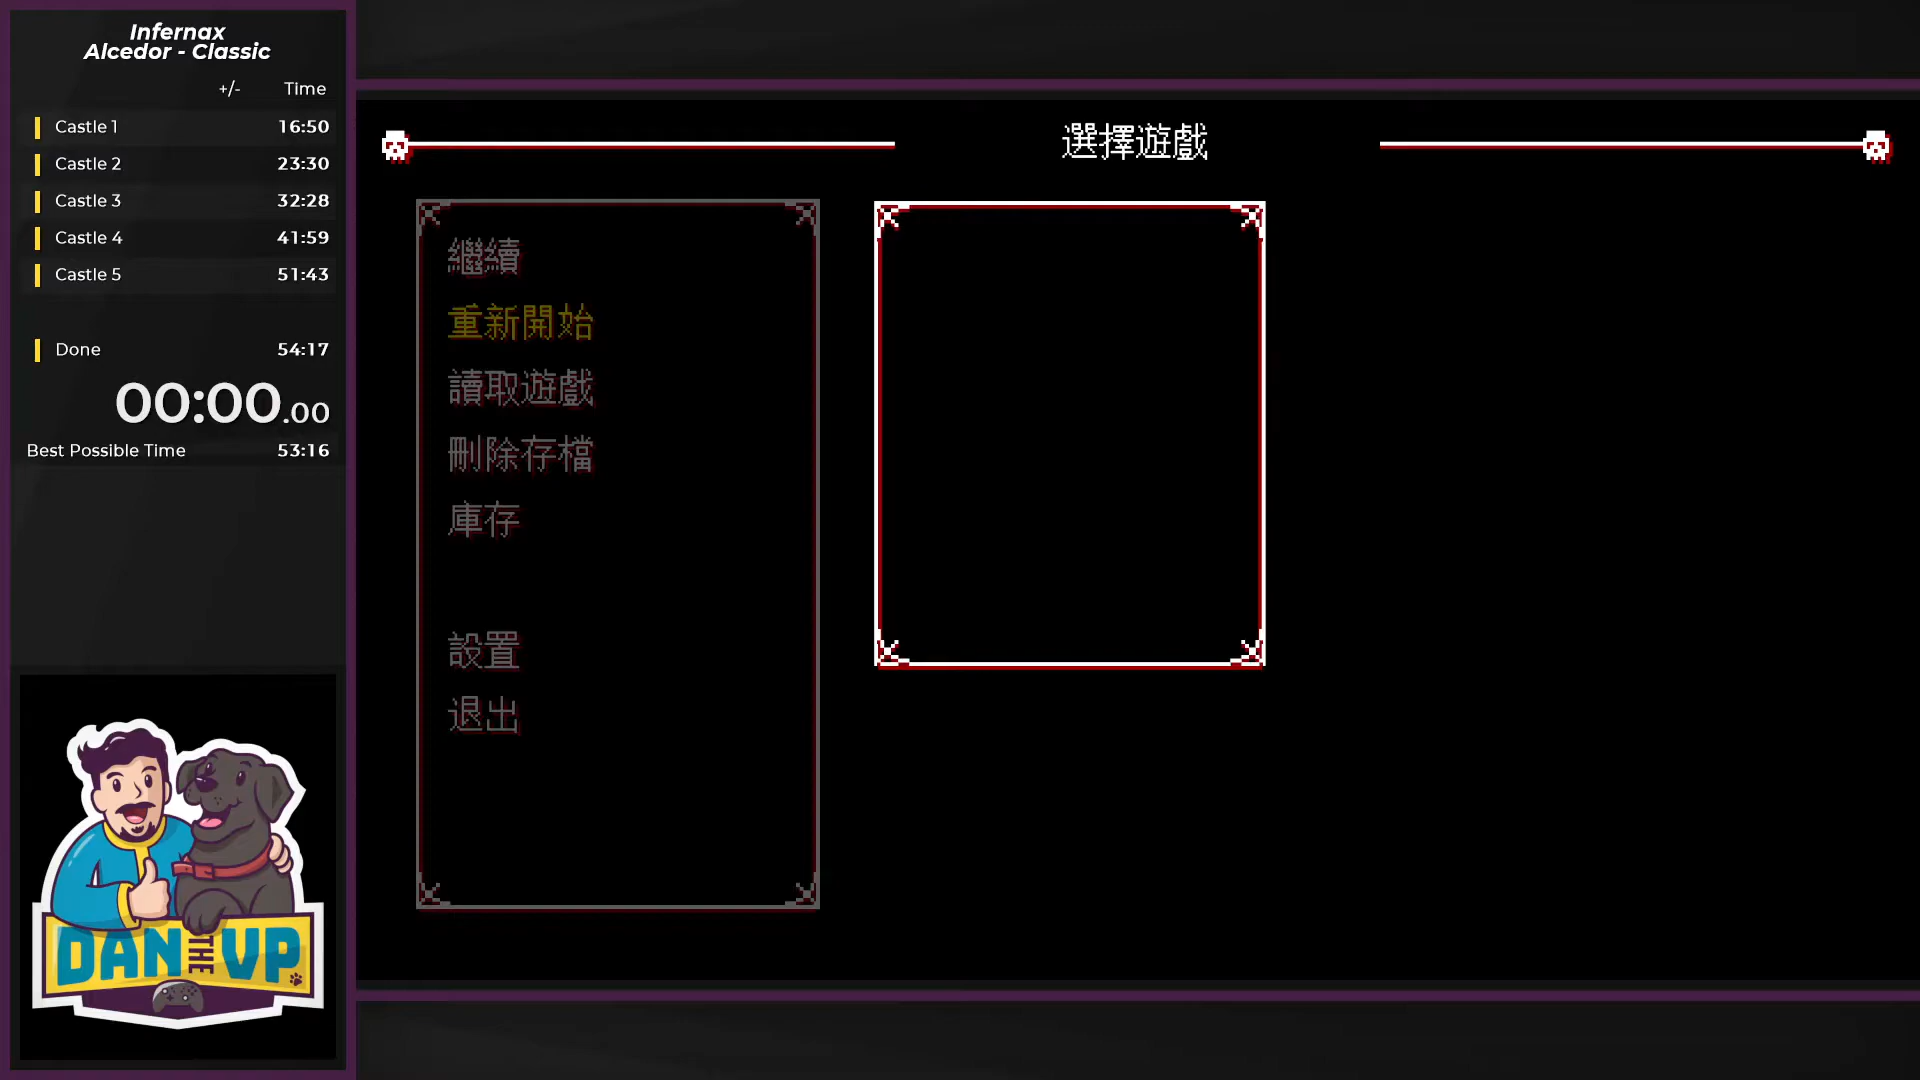 Infernax
Alcedor - Classic
+/- Time
Castle 1 16:50
Castle 2 23:30
Castle 3 32:28
Castle 4 41:59
Castle 5 51:43
Done 54:17
00:00.00
Best Possible Time 53:16
DAN THE VP
選擇遊戲
繼續
重新開始
讀取遊戲
刪除存檔
庫存
設置
退出